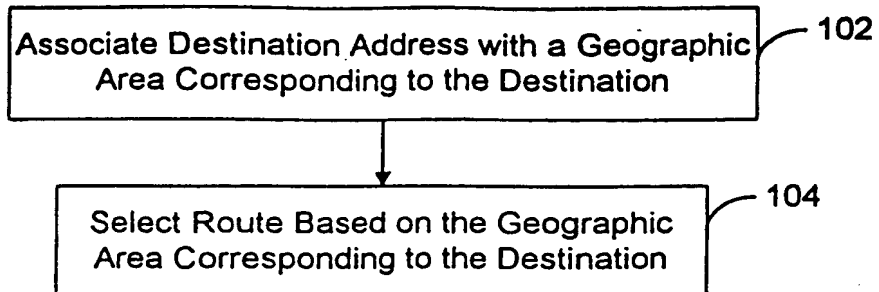 Associate Destination Address with a Geographic
Area Corresponding to the Destination
102
Select Route Based on the Geographic
Area Corresponding to the Destination
104